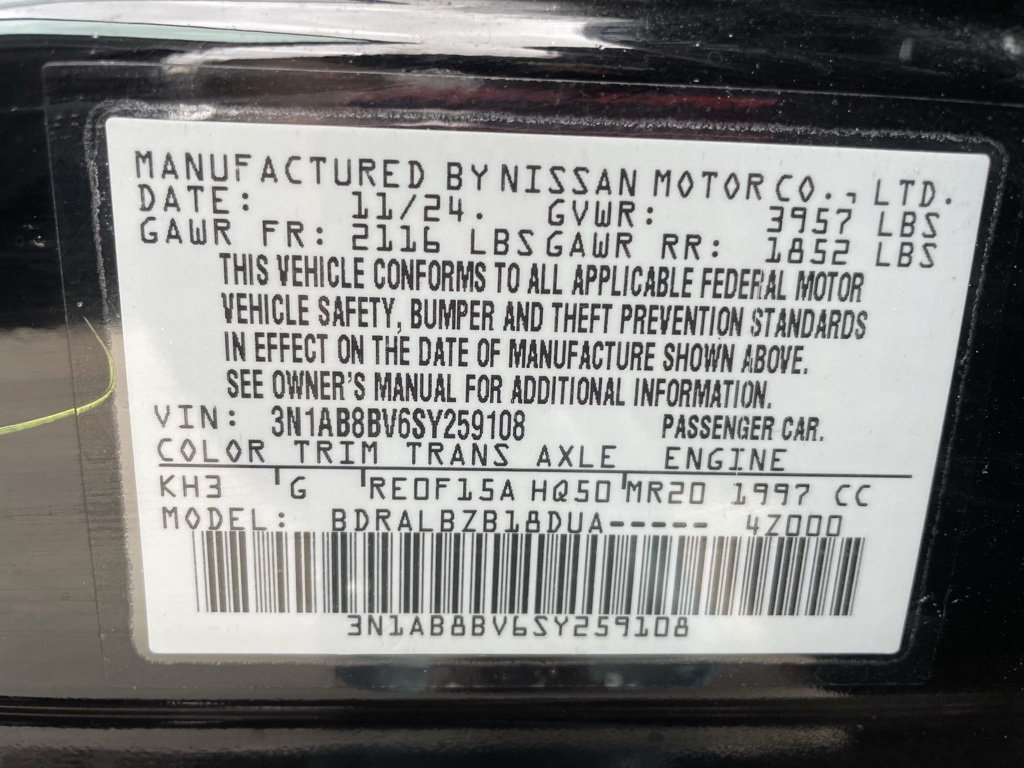 MANUFACTURED BY NISSAN MOTOR CO., LTD.
DATE: 11/24. GVWR: 3957 LBS
GAWR FR: 2116 LBS GAWR RR: 1852 LBS
THIS VEHICLE CONFORMS TO ALL APPLICABLE FEDERAL MOTOR
VEHICLE SAFETY, BUMPER AND THEFT PREVENTION STANDARDS
IN EFFECT ON THE DATE OF MANUFACTURE SHOWN ABOVE.
SEE OWNER'S MANUAL FOR ADDITIONAL INFORMATION.
VIN: 3N1AB8BV6SY259108 PASSENGER CAR.
COLOR TRIM TRANS AXLE ENGINE
KH3 G RE0F15A HQ50 MR20 1997 CC
MODEL: BDRALBZB18DUA----- 4Z000
3N1AB8BV6SY259108